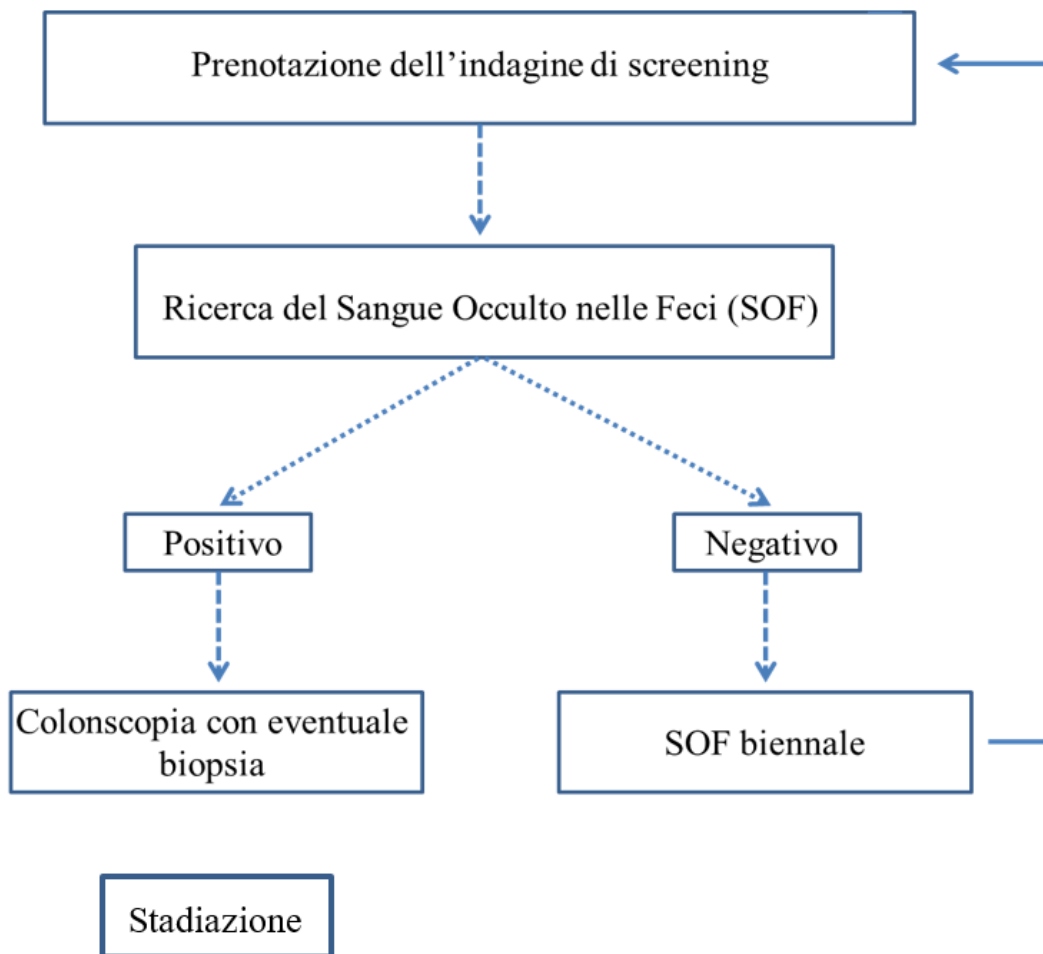 Prenotazione dell’indagine di screening
Ricerca del Sangue Occulto nelle Feci (SOF)
Positivo
Negativo
Colonscopia con eventuale
biopsia
SOF biennale
Stadiazione